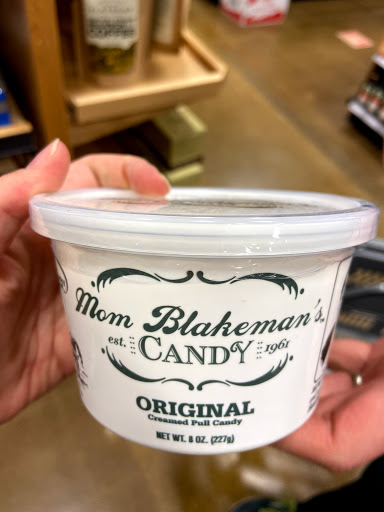 Mom Blakeman's
est. CANDY 1961
ORIGINAL
Creamed Pull Candy
NET WT. 8 OZ. (227g)